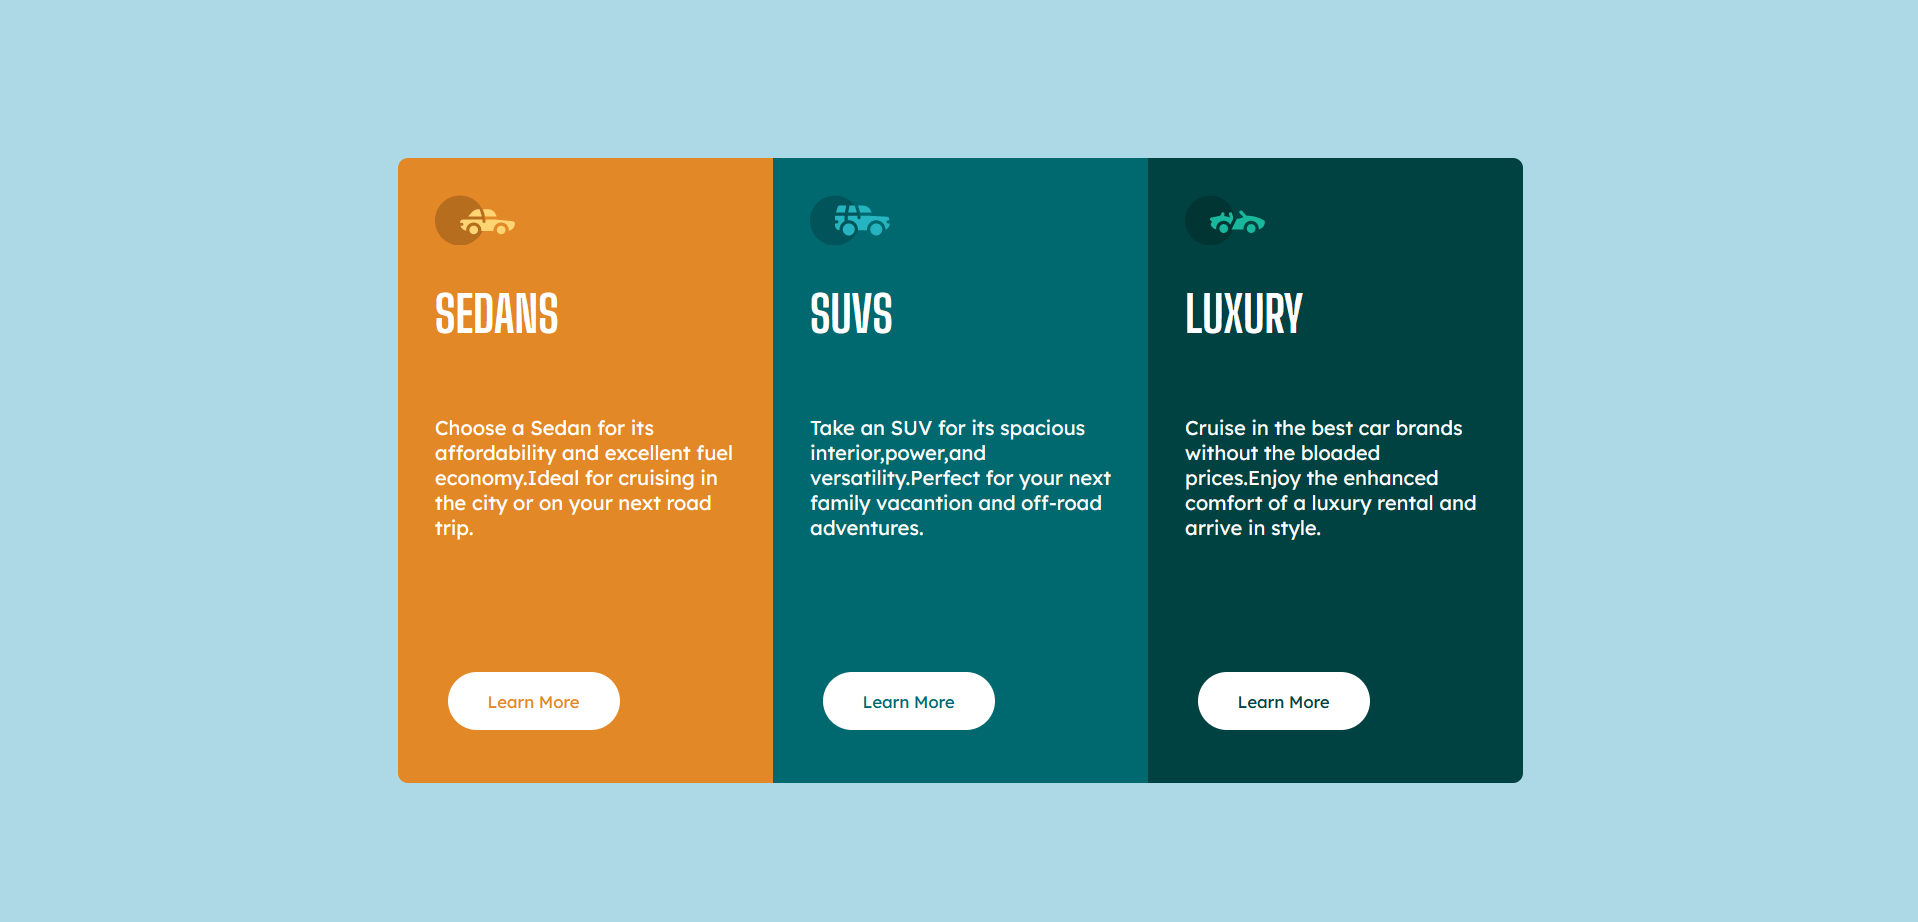 SEDANS
Choose a Sedan for its
affordability and excellent fuel
economy.Ideal for cruising in
the city or on your next road
trip.
Learn More
SUVS
Take an SUV for its spacious
interior,power,and
versatility.Perfect for your next
family vacantion and off-road
adventures.
Learn More
LUXURY
Cruise in the best car brands
without the bloaded
prices.Enjoy the enhanced
comfort of a luxury rental and
arrive in style.
Learn More